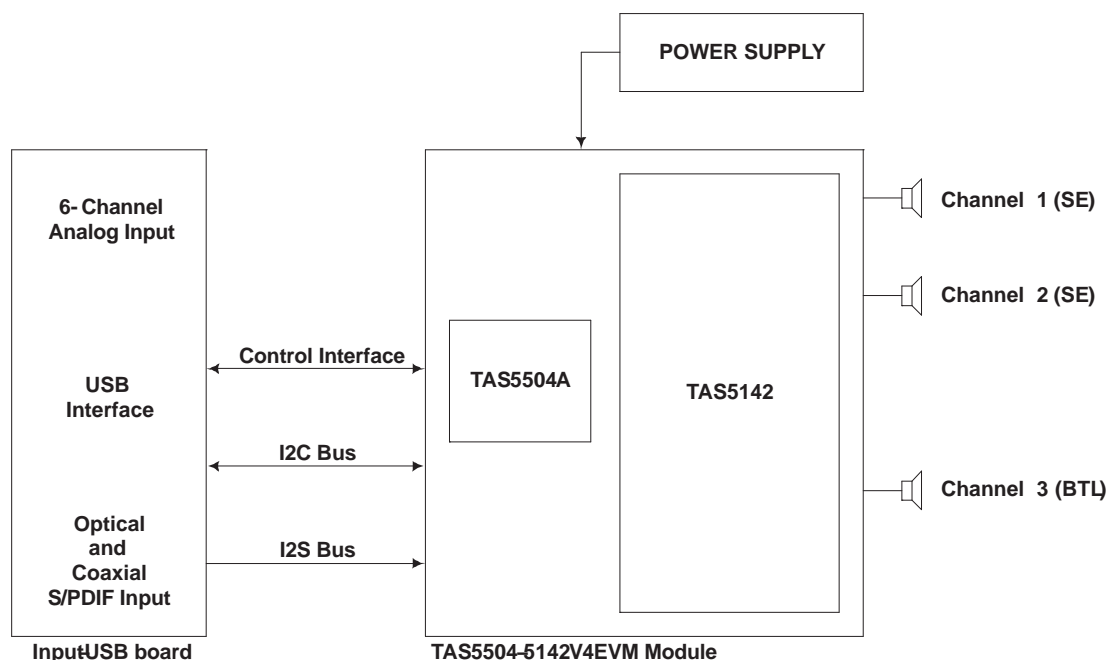 POWER SUPPLY
6- Channel
Analog Input
USB
Interface
Optical
and
Coaxial
S/PDIF Input
Input-USB board
Control Interface
I2C Bus
I2S Bus
TAS5504A
TAS5142
TAS5504-5142V4EVM Module
Channel 1 (SE)
Channel 2 (SE)
Channel 3 (BTL)